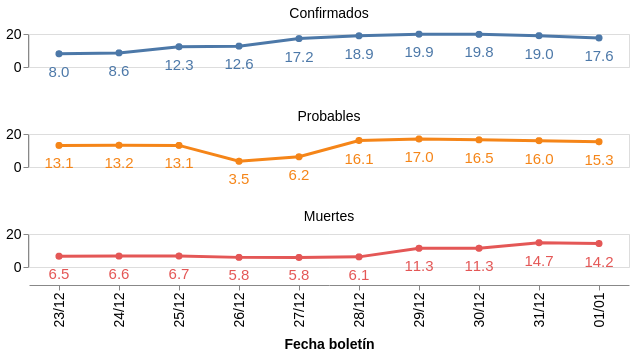 Confirmados
20
0
8.0 8.6 12.3 12.6 17.2 18.9 19.9 19.8 19.0 17.6
Probables
20
0
13.1 13.2 13.1 3.5 6.2 16.1 17.0 16.5 16.0 15.3
Muertes
20
0
6.5 6.6 6.7 5.8 5.8 6.1 11.3 11.3 14.7 14.2
23/12 24/12 25/12 26/12 27/12 28/12 29/12 30/12 31/12 01/01
Fecha boletín